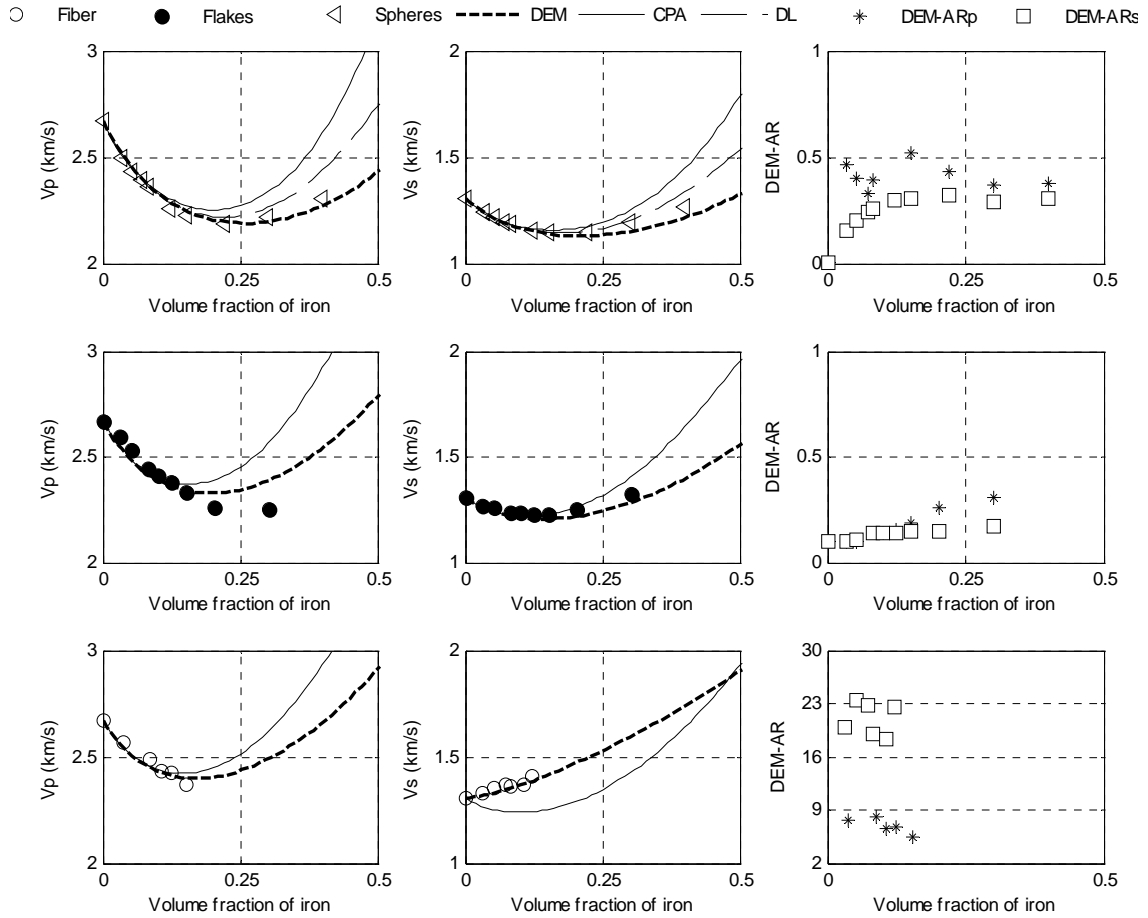 Fiber Flakes Spheres DEM CPA DL DEM-ARp DEM-ARs
3 2 1
2.5 1.5 0.5
2 1 0
Vp (km/s) Vs (km/s) DEM-AR
0 0.25 0.5 0 0.25 0.5 0 0.25 0.5
Volume fraction of iron Volume fraction of iron Volume fraction of iron
3 2 1
2.5 1.5 0.5
2 1 0
Vp (km/s) Vs (km/s) DEM-AR
0 0.25 0.5 0 0.25 0.5 0 0.25 0.5
Volume fraction of iron Volume fraction of iron Volume fraction of iron
3 2 30
23
2.5 1.5 16
9
2 1 2
Vp (km/s) Vs (km/s) DEM-AR
0 0.25 0.5 0 0.25 0.5 0 0.25 0.5
Volume fraction of iron Volume fraction of iron Volume fraction of iron